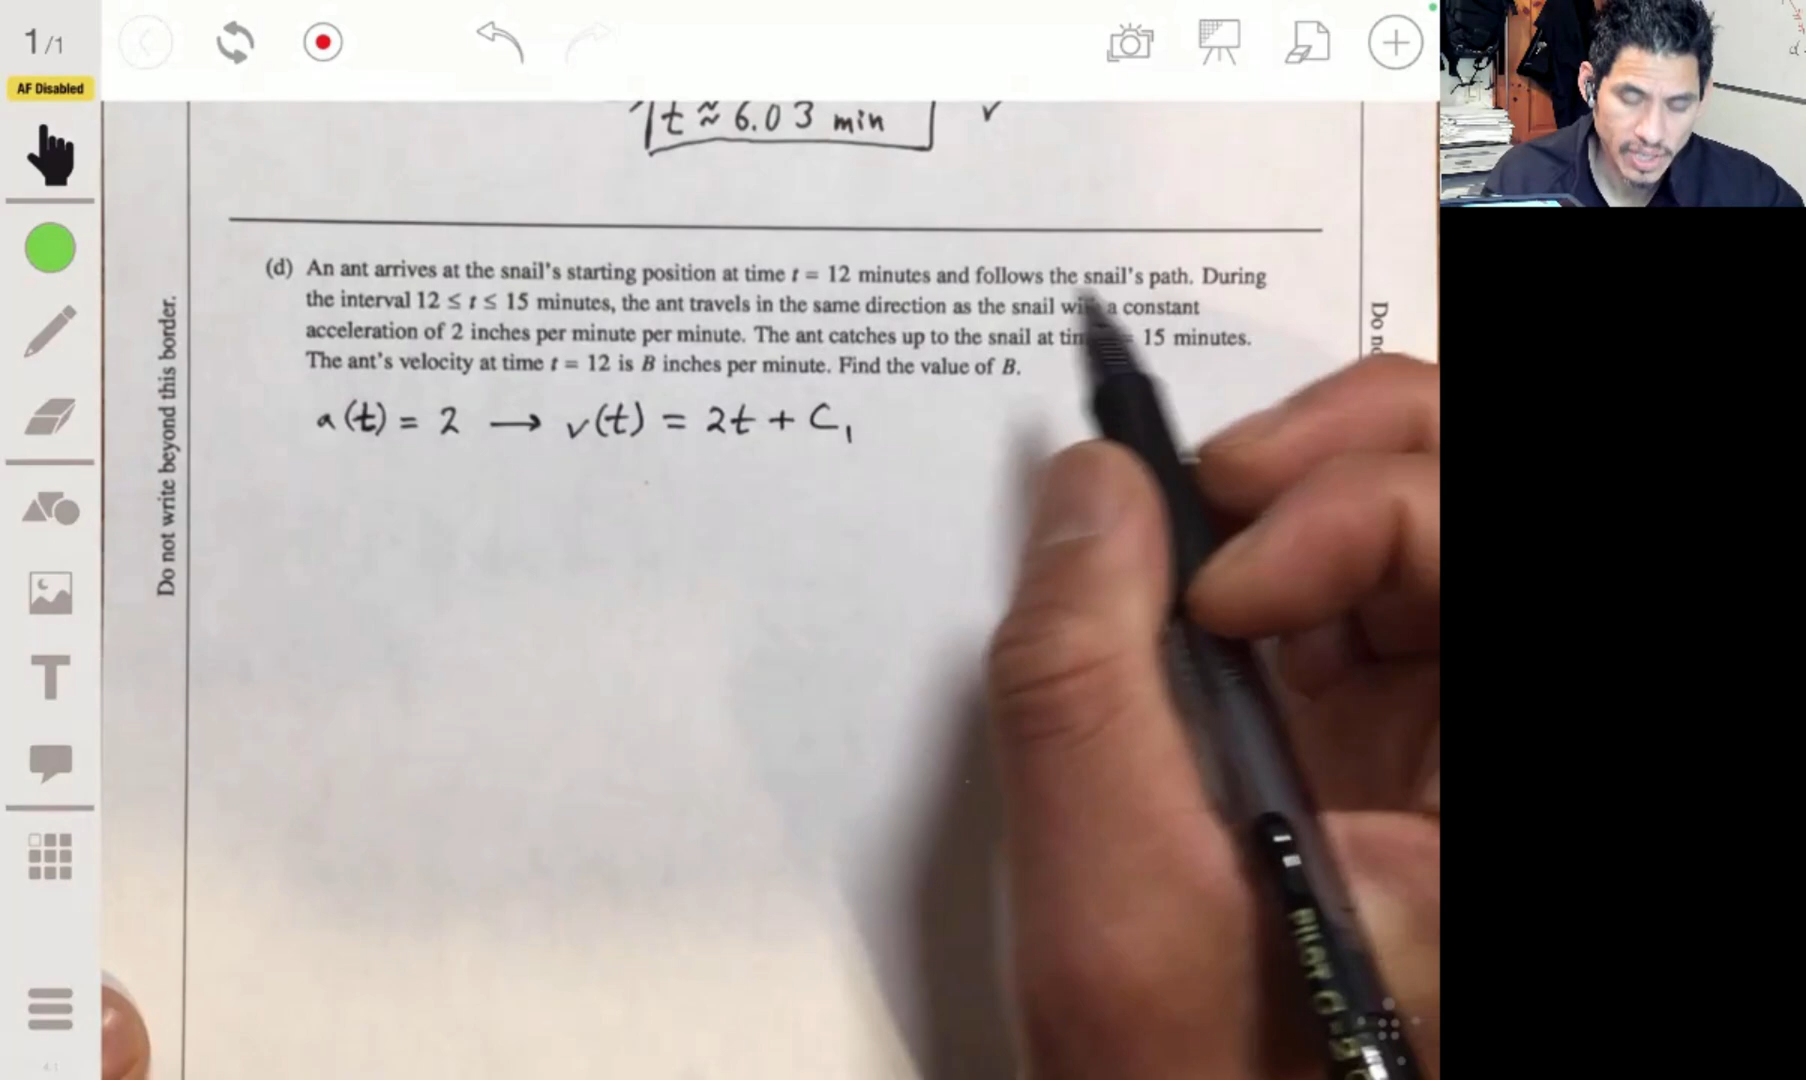 1/1
AF Disabled
t ≈ 6.03 min
(d) An ant arrives at the snail's starting position at time t = 12 minutes and follows the snail's path. During
the interval 12 ≤ t ≤ 15 minutes, the ant travels in the same direction as the snail a constant
acceleration of 2 inches per minute per minute. The ant catches up to the snail at 15 minutes.
The ant's velocity at time t = 12 is B inches per minute. Find the value of B.
a(t) = 2 → v(t) = 2t + C₁
Do not write beyond this border.
Do
T
PILOT G-2